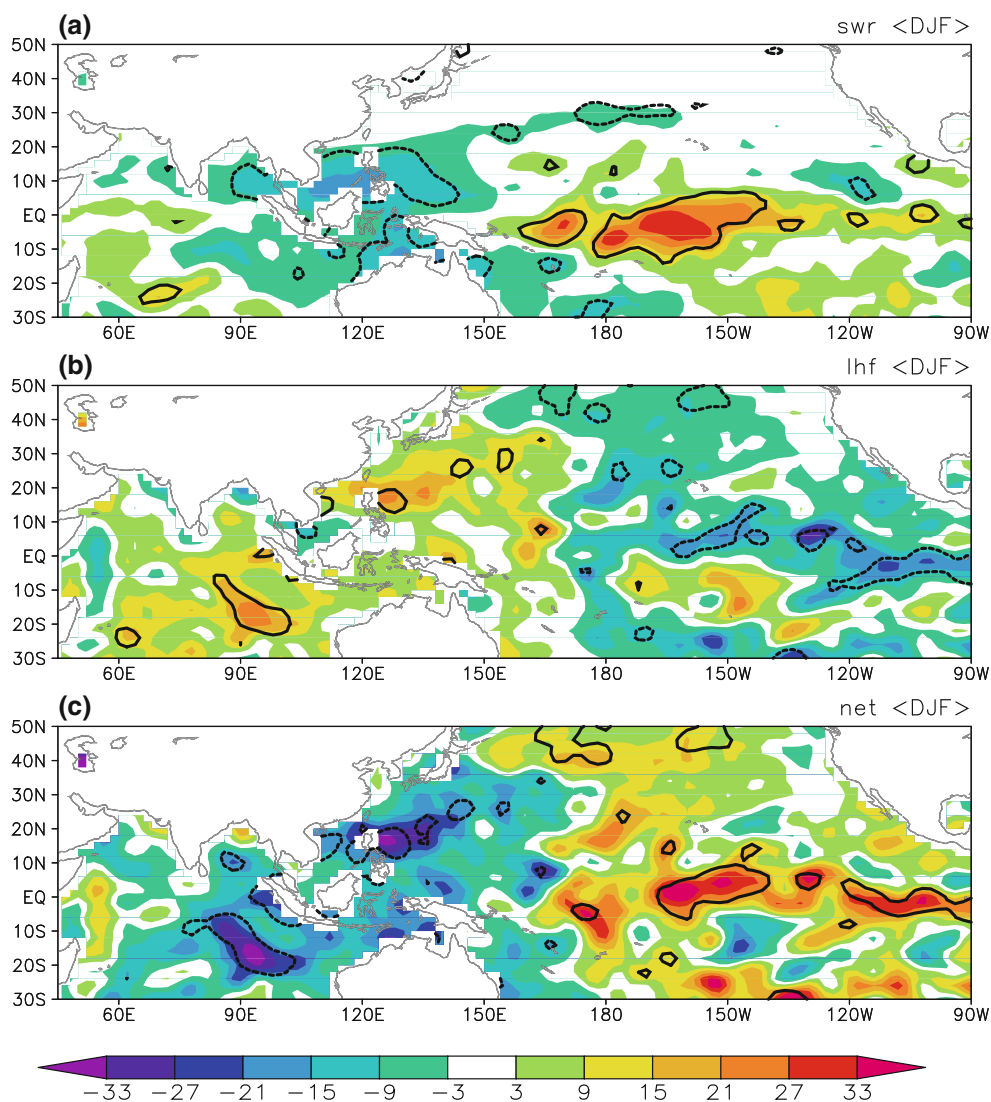 (a) swr <DJF>
50N
40N
30N
20N
10N
EQ
10S
20S
30S
60E 90E 120E 150E 180 150W 120W 90W
(b) lhf <DJF>
50N
40N
30N
20N
10N
EQ
10S
20S
30S
60E 90E 120E 150E 180 150W 120W 90W
(c) net <DJF>
50N
40N
30N
20N
10N
EQ
10S
20S
30S
60E 90E 120E 150E 180 150W 120W 90W
−33 −27 −21 −15 −9 −3 3 9 15 21 27 33